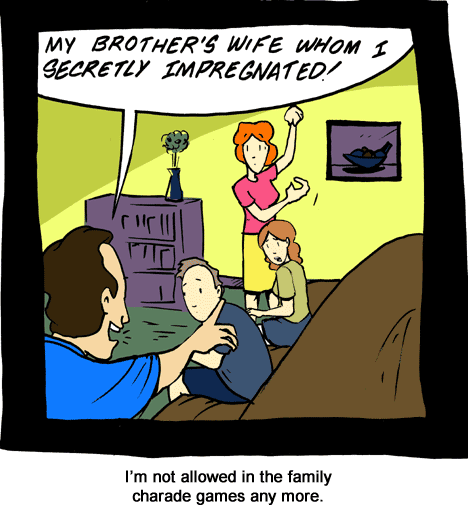 MY BROTHER'S WIFE WHOM I
SECRETLY IMPREGNATED!
I'm not allowed in the family
charade games any more.